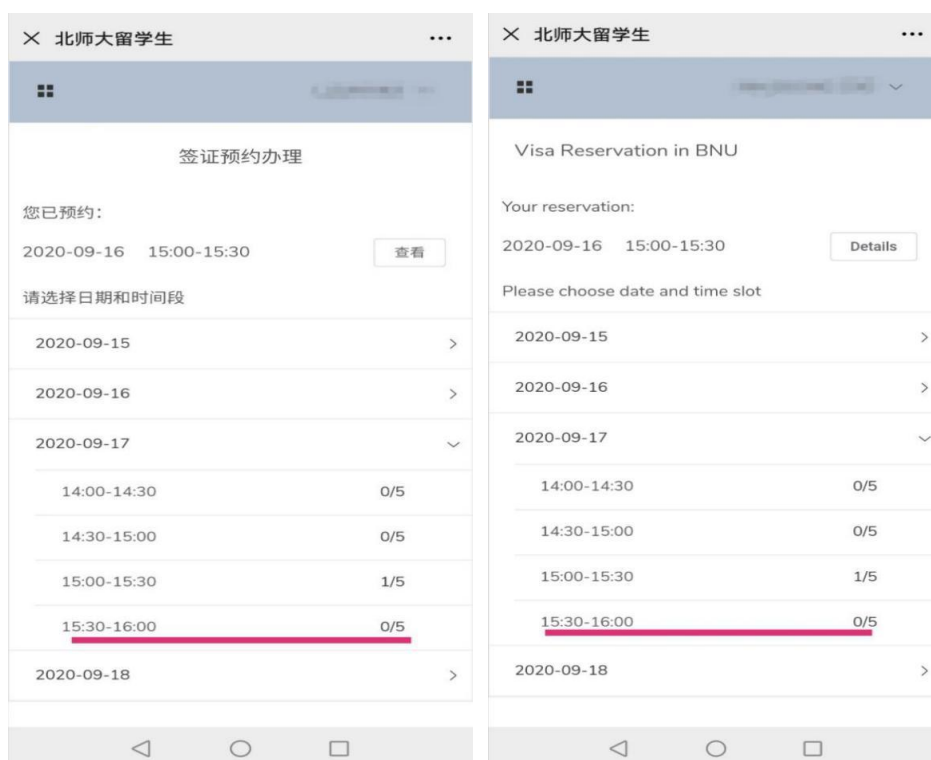 北师大留学生
签证预约办理
您已预约：
2020-09-16 15:00-15:30 查看
请选择日期和时间段
2020-09-15
2020-09-16
2020-09-17
14:00-14:30 0/5
14:30-15:00 0/5
15:00-15:30 1/5
15:30-16:00 0/5
2020-09-18
北师大留学生
Visa Reservation in BNU
Your reservation:
2020-09-16 15:00-15:30 Details
Please choose date and time slot
2020-09-15
2020-09-16
2020-09-17
14:00-14:30 0/5
14:30-15:00 0/5
15:00-15:30 1/5
15:30-16:00 0/5
2020-09-18